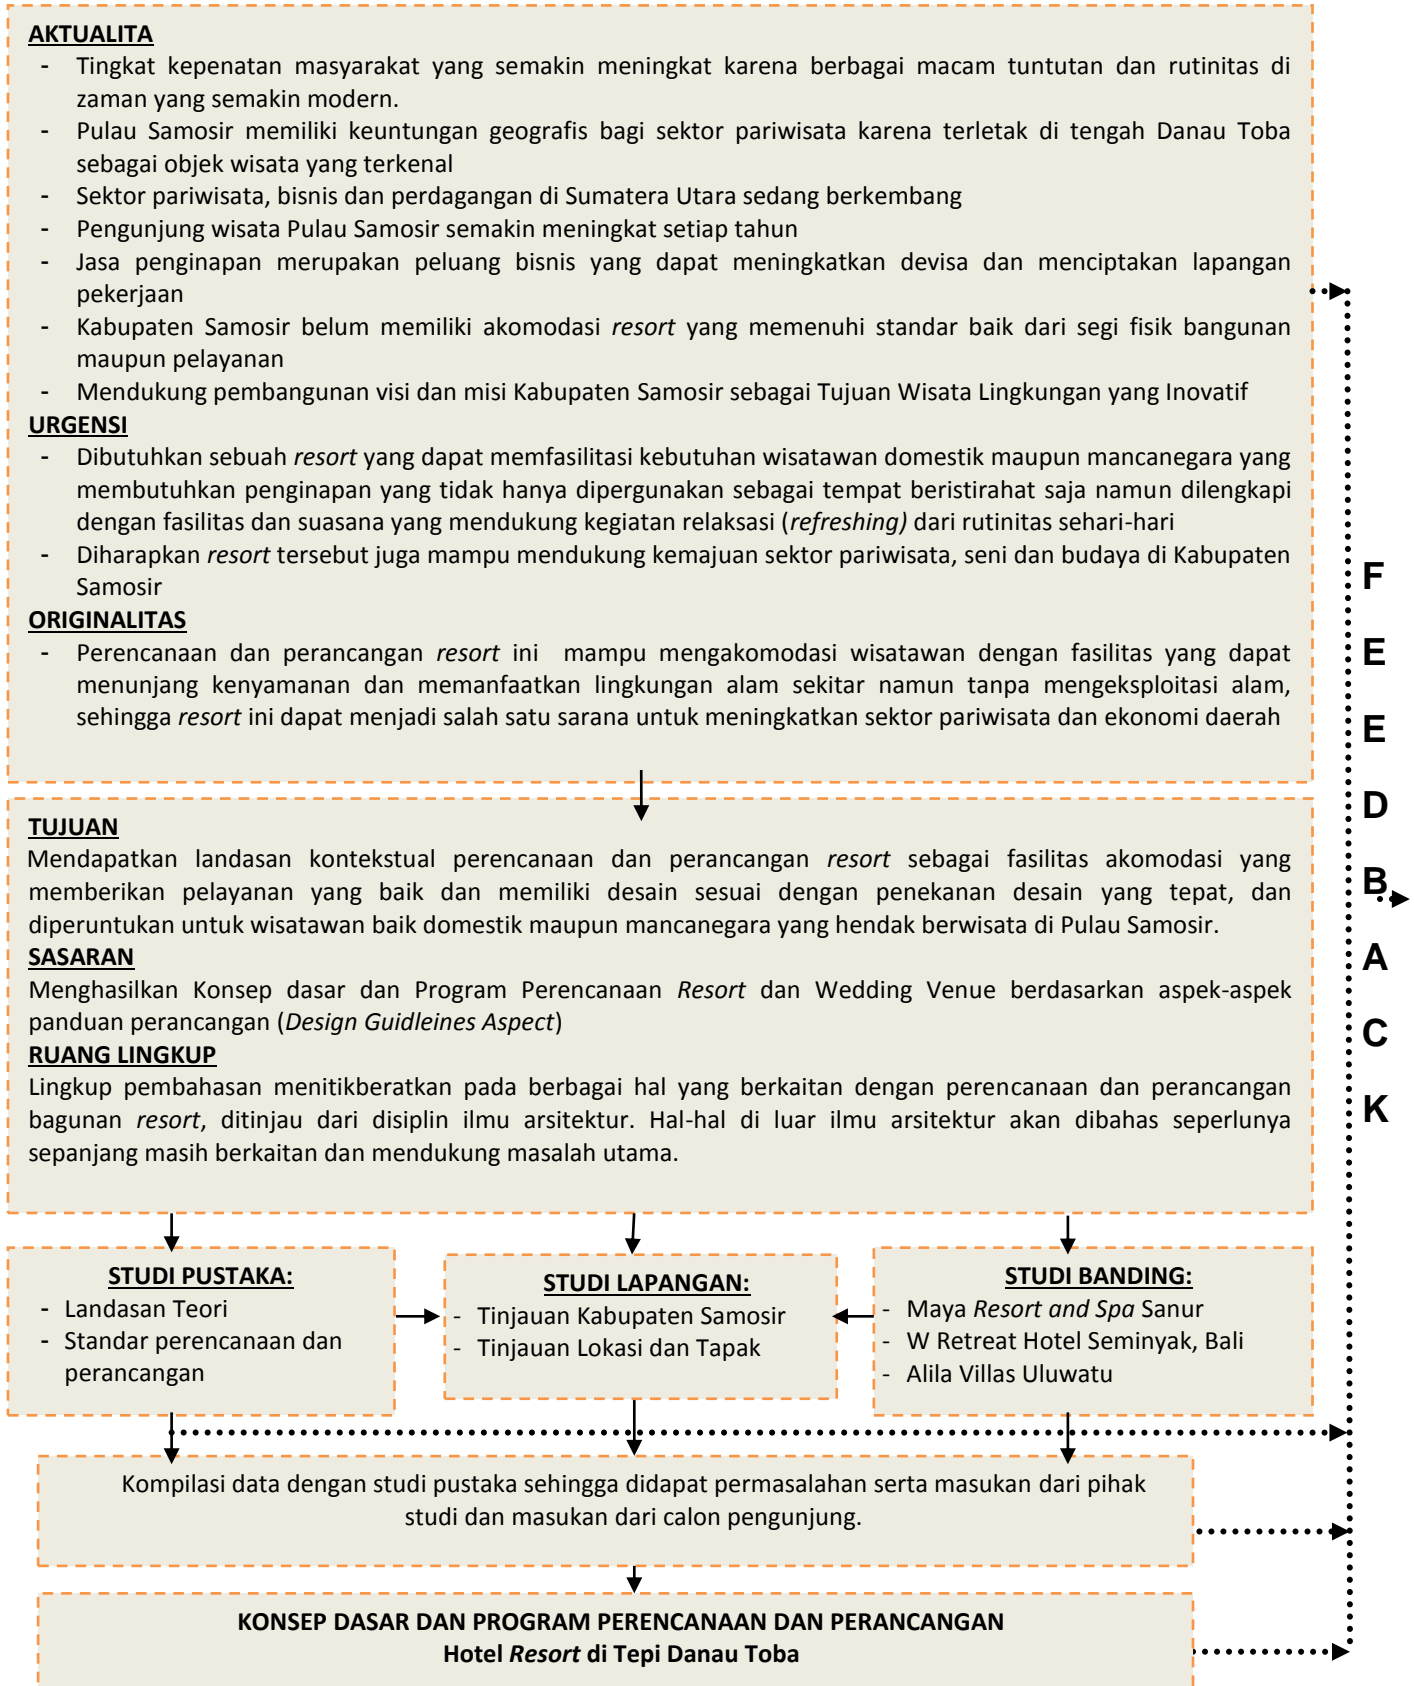 AKTUALITA
- Tingkat kepenatan masyarakat yang semakin meningkat karena berbagai macam tuntutan dan rutinitas di
zaman yang semakin modern.
- Pulau Samosir memiliki keuntungan geografis bagi sektor pariwisata karena terletak di tengah Danau Toba
sebagai objek wisata yang terkenal
- Sektor pariwisata, bisnis dan perdagangan di Sumatera Utara sedang berkembang
- Pengunjung wisata Pulau Samosir semakin meningkat setiap tahun
- Jasa penginapan merupakan peluang bisnis yang dapat meningkatkan devisa dan menciptakan lapangan
pekerjaan
- Kabupaten Samosir belum memiliki akomodasi resort yang memenuhi standar baik dari segi fisik bangunan
maupun pelayanan
- Mendukung pembangunan visi dan misi Kabupaten Samosir sebagai Tujuan Wisata Lingkungan yang Inovatif
URGENSI
- Dibutuhkan sebuah resort yang dapat memfasilitasi kebutuhan wisatawan domestik maupun mancanegara yang
membutuhkan penginapan yang tidak hanya dipergunakan sebagai tempat beristirahat saja namun dilengkapi
dengan fasilitas dan suasana yang mendukung kegiatan relaksasi (refreshing) dari rutinitas sehari-hari
- Diharapkan resort tersebut juga mampu mendukung kemajuan sektor pariwisata, seni dan budaya di Kabupaten
Samosir
ORIGINALITAS
- Perencanaan dan perancangan resort ini mampu mengakomodasi wisatawan dengan fasilitas yang dapat
menunjang kenyamanan dan memanfaatkan lingkungan alam sekitar namun tanpa mengeksploitasi alam,
sehingga resort ini dapat menjadi salah satu sarana untuk meningkatkan sektor pariwisata dan ekonomi daerah
TUJUAN
Mendapatkan landasan kontekstual perencanaan dan perancangan resort sebagai fasilitas akomodasi yang
memberikan pelayanan yang baik dan memiliki desain sesuai dengan penekanan desain yang tepat, dan
diperuntukan untuk wisatawan baik domestik maupun mancanegara yang hendak berwisata di Pulau Samosir.
SASARAN
Menghasilkan Konsep dasar dan Program Perencanaan Resort dan Wedding Venue berdasarkan aspek-aspek
panduan perancangan (Design Guidleines Aspect)
RUANG LINGKUP
Lingkup pembahasan menitikberatkan pada berbagai hal yang berkaitan dengan perencanaan dan perancangan
bagunan resort, ditinjau dari disiplin ilmu arsitektur. Hal-hal di luar ilmu arsitektur akan dibahas seperlunya
sepanjang masih berkaitan dan mendukung masalah utama.
STUDI PUSTAKA:
- Landasan Teori
- Standar perencanaan dan
perancangan
STUDI LAPANGAN:
- Tinjauan Kabupaten Samosir
- Tinjauan Lokasi dan Tapak
STUDI BANDING:
- Maya Resort and Spa Sanur
- W Retreat Hotel Seminyak, Bali
- Alila Villas Uluwatu
Kompilasi data dengan studi pustaka sehingga didapat permasalahan serta masukan dari pihak
studi dan masukan dari calon pengunjung.
KONSEP DASAR DAN PROGRAM PERENCANAAN DAN PERANCANGAN
Hotel Resort di Tepi Danau Toba
F
E
E
D
B
A
C
K